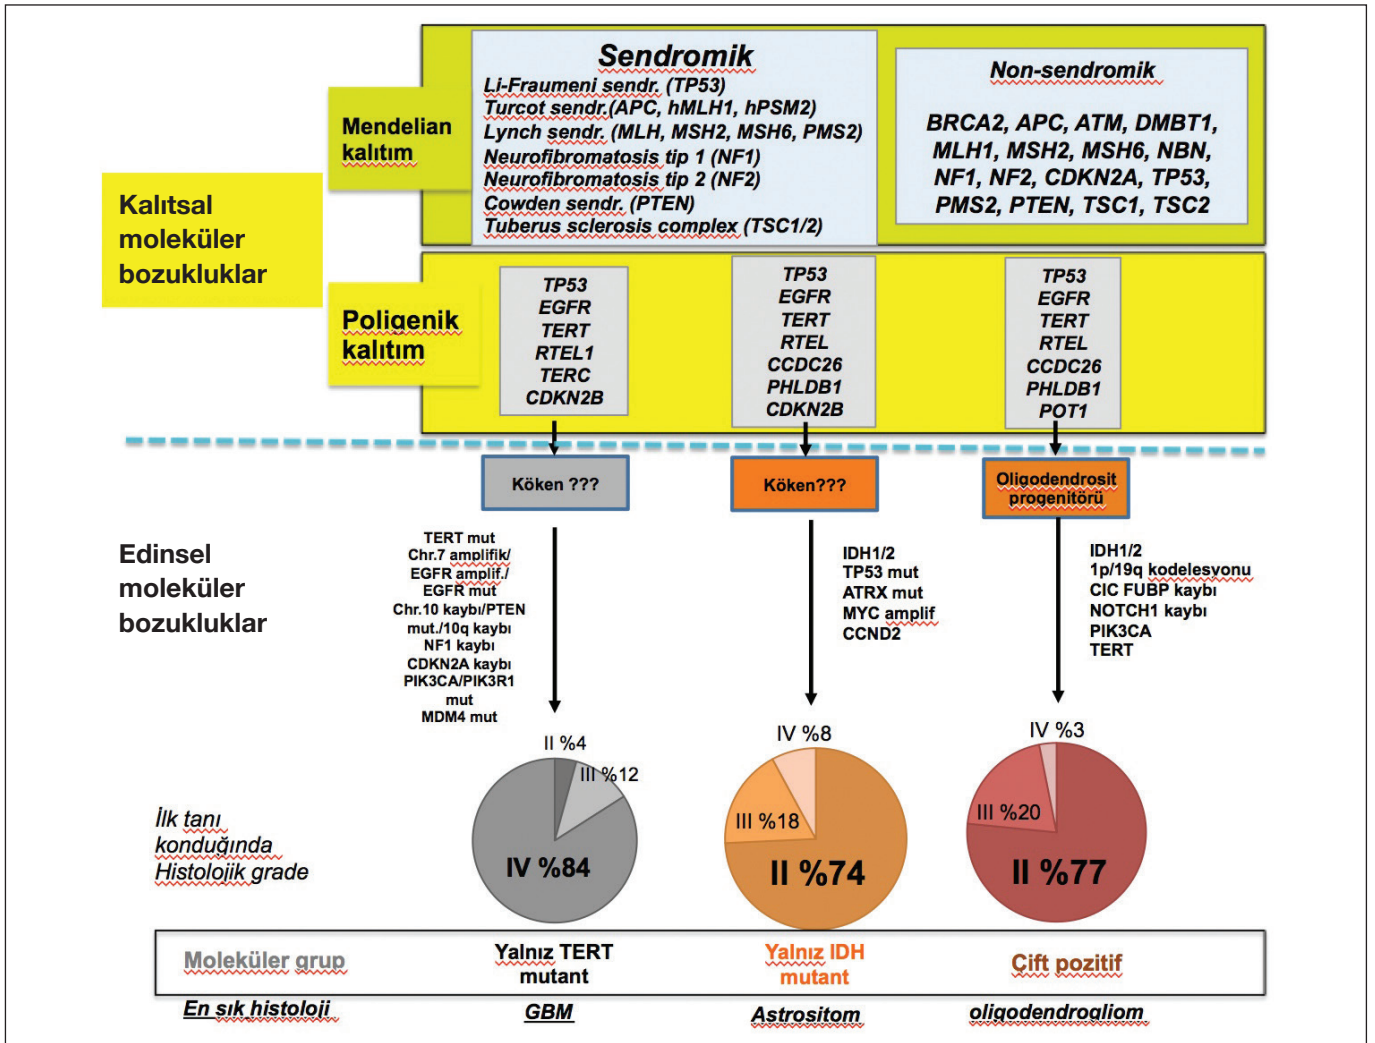 Sendromik
Li-Fraumeni sendr. (TP53)
Turcot sendr.(APC, hMLH1, hPSM2)
Lynch sendr. (MLH, MSH2, MSH6, PMS2)
Neurofibromatosis tip 1 (NF1)
Neurofibromatosis tip 2 (NF2)
Cowden sendr. (PTEN)
Tuberus sclerosis complex (TSC1/2)
Non-sendromik
BRCA2, APC, ATM, DMBT1,
MLH1, MSH2, MSH6, NBN,
NF1, NF2, CDKN2A, TP53,
PMS2, PTEN, TSC1, TSC2
Mendelian
kalıtım
Kalıtsal
moleküler
bozukluklar
Poligenik
kalıtım
TP53
EGFR
TERT
RTEL1
TERC
CDKN2B
TP53
EGFR
TERT
RTEL
CCDC26
PHLDB1
CDKN2B
TP53
EGFR
TERT
RTEL
CCDC26
PHLDB1
POT1
Köken ???
Köken???
Oligodendrosit
progenitörü
Edinsel
moleküler
bozukluklar
TERT mut
Chr.7 amplifik/
EGFR amplif./
EGFR mut
Chr.10 kaybı/PTEN
mut./10q kaybı
NF1 kaybı
CDKN2A kaybı
PIK3CA/PIK3R1
mut
MDM4 mut
IDH1/2
TP53 mut
ATRX mut
MYC amplif
CCND2
IDH1/2
1p/19q kodelesyonu
CIC FUBP kaybı
NOTCH1 kaybı
PIK3CA
TERT
İlk tanı
konduğında
Histolojik grade
II %4
III %12
IV %84
IV %8
III %18
II %74
IV %3
III %20
II %77
Moleküler grup
Yalnız TERT
mutant
Yalnız IDH
mutant
Çift pozitif
En sık histoloji
GBM
Astrositom
oligodendrogliom